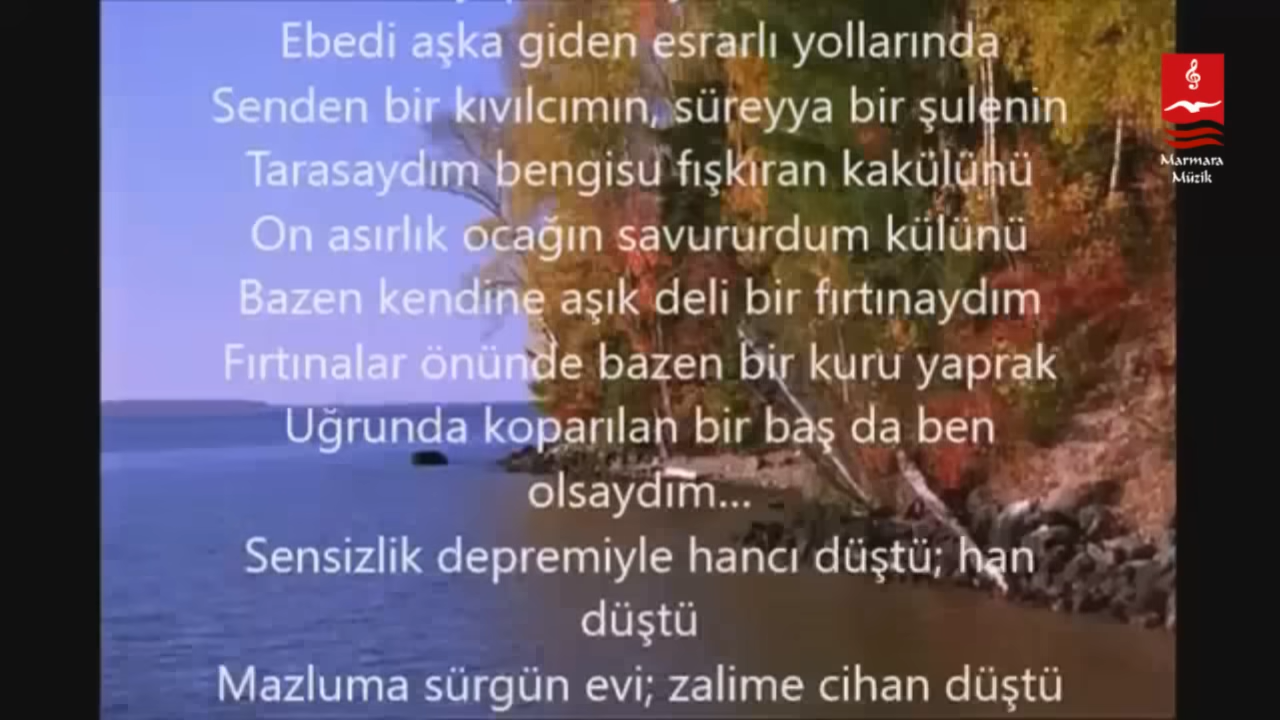 Ebedi aşka giden esrarlı yollarında
Senden bir kıvılcımın, süreyya bir şulenin
Tarasaydım bengisu fışkıran kakülünü
On asırlık ocağın savururdum külünü
Bazen kendine aşık deli bir fırtınaydım
Fırtınalar önünde bazen bir kuru yaprak
Uğrunda koparılan bir baş da ben
olsaydım...
Sensizlik depremiyle hancı düştü; han
düştü
Mazluma sürgün evi; zalime cihan düştü
Marmara
Müzik